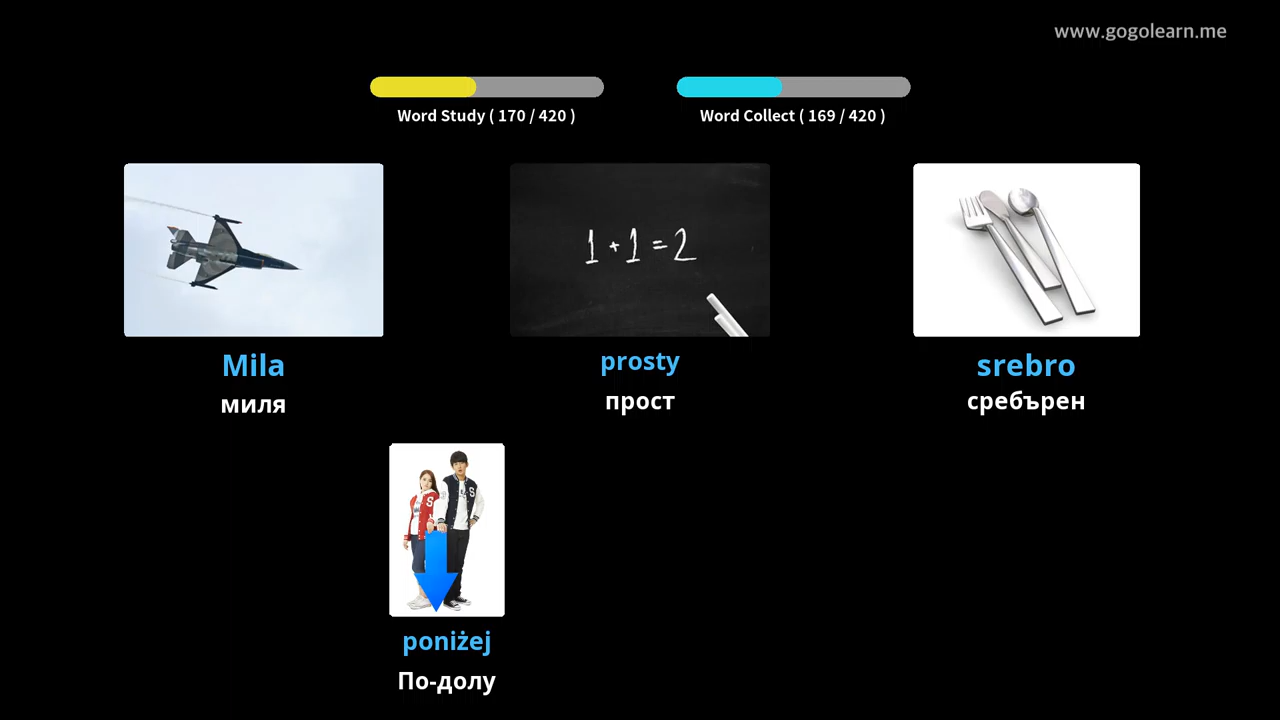 www.gogolearn.me
Word Study ( 170 / 420 )
Word Collect ( 169 / 420 )
1 + 1 = 2
Mila
миля
prosty
прост
srebro
сребърен
S
S
poniżej
По-долу